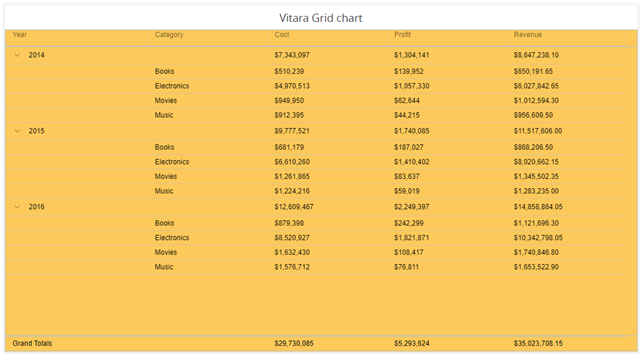 Vitara Grid chart
Year Category Cost Profit Revenue
2014 $7,343,097 $1,304,141 $8,647,238.10
Books $510,239 $139,952 $650,191.65
Electronics $4,970,513 $1,057,330 $6,027,842.65
Movies $949,950 $62,644 $1,012,594.30
Music $912,395 $44,215 $956,609.50
2015 $9,777,521 $1,740,085 $11,517,606.00
Books $681,179 $187,027 $868,206.50
Electronics $6,610,260 $1,410,402 $8,020,662.15
Movies $1,261,865 $83,637 $1,345,502.35
Music $1,224,216 $59,019 $1,283,235.00
2016 $12,609,467 $2,249,397 $14,858,864.05
Books $879,398 $242,299 $1,121,696.30
Electronics $8,520,927 $1,821,871 $10,342,798.05
Movies $1,632,430 $108,417 $1,740,846.80
Music $1,576,712 $76,811 $1,653,522.90
Grand Totals $29,730,085 $5,293,624 $35,023,708.15